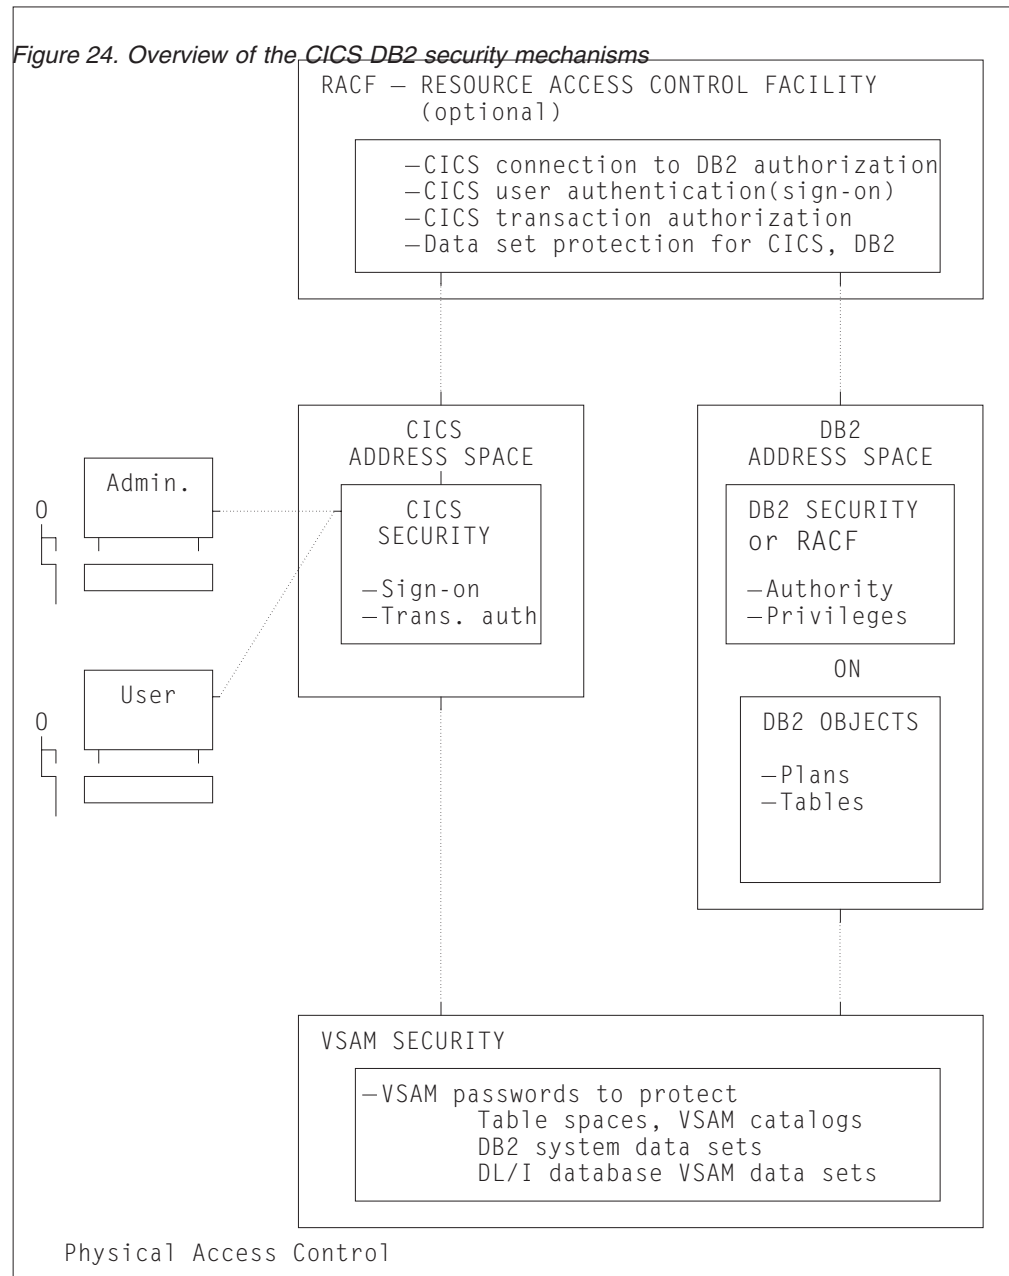 Figure 24. Overview of the CICS DB2 security mechanisms
RACF — RESOURCE ACCESS CONTROL FACILITY
(optional)
—CICS connection to DB2 authorization
—CICS user authentication(sign-on)
—CICS transaction authorization
—Data set protection for CICS, DB2
CICS
ADDRESS SPACE
CICS
SECURITY
—Sign-on
—Trans. auth
Admin.
User
DB2
ADDRESS SPACE
DB2 SECURITY
or RACF
—Authority
—Privileges
ON
DB2 OBJECTS
—Plans
—Tables
VSAM SECURITY
—VSAM passwords to protect
Table spaces, VSAM catalogs
DB2 system data sets
DL/I database VSAM data sets
Physical Access Control